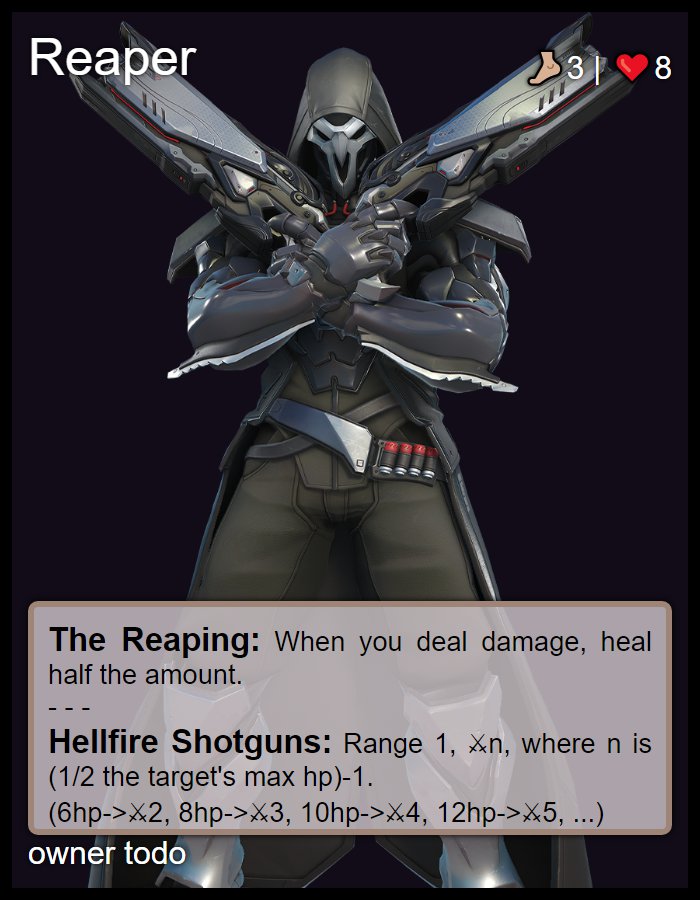 Reaper
🦶3 | ❤️8
The Reaping: When you deal damage, heal
half the amount.
- - -
Hellfire Shotguns: Range 1, ⚔n, where n is
(1/2 the target's max hp)-1.
(6hp->⚔2, 8hp->⚔3, 10hp->⚔4, 12hp->⚔5, ...)
owner todo